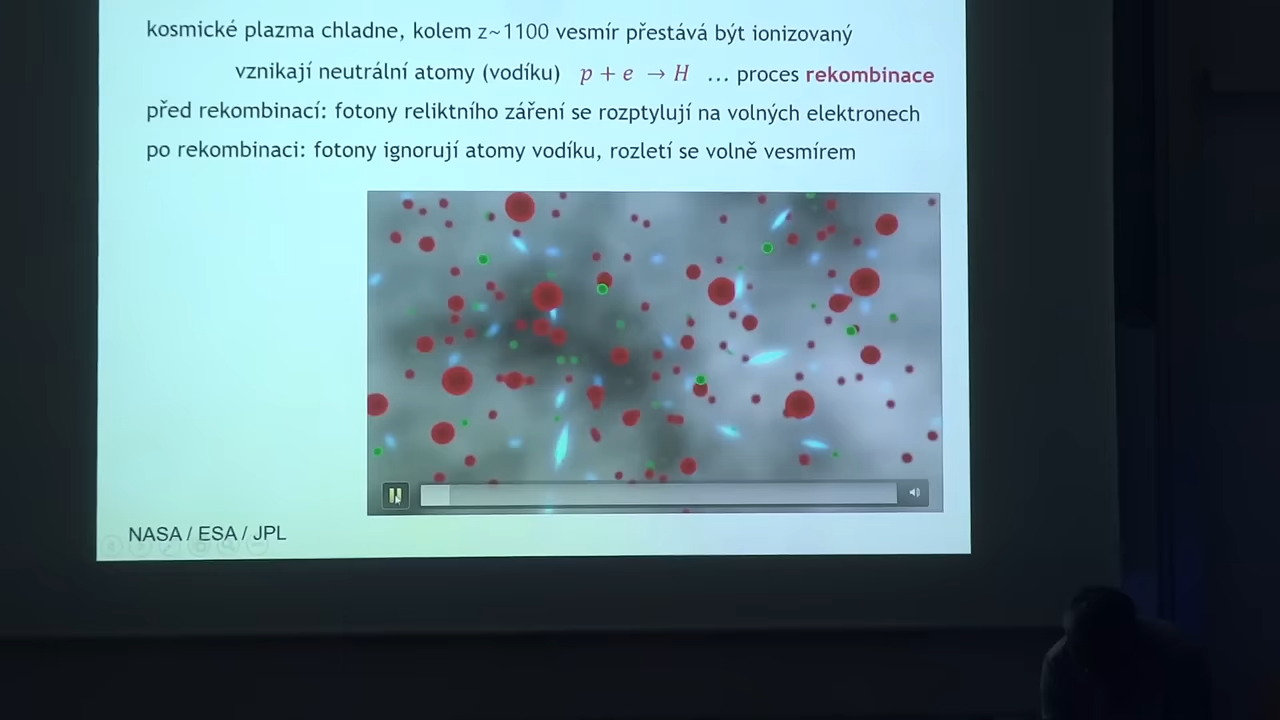 kosmické plazma chladne, kolem z~1100 vesmír přestává být ionizovaný
vznikají neutrální atomy (vodíku) p + e → H ... proces rekombinace
před rekombinací: fotony reliktního záření se rozptylují na volných elektronech
po rekombinaci: fotony ignorují atomy vodíku, rozletí se volně vesmírem
NASA / ESA / JPL